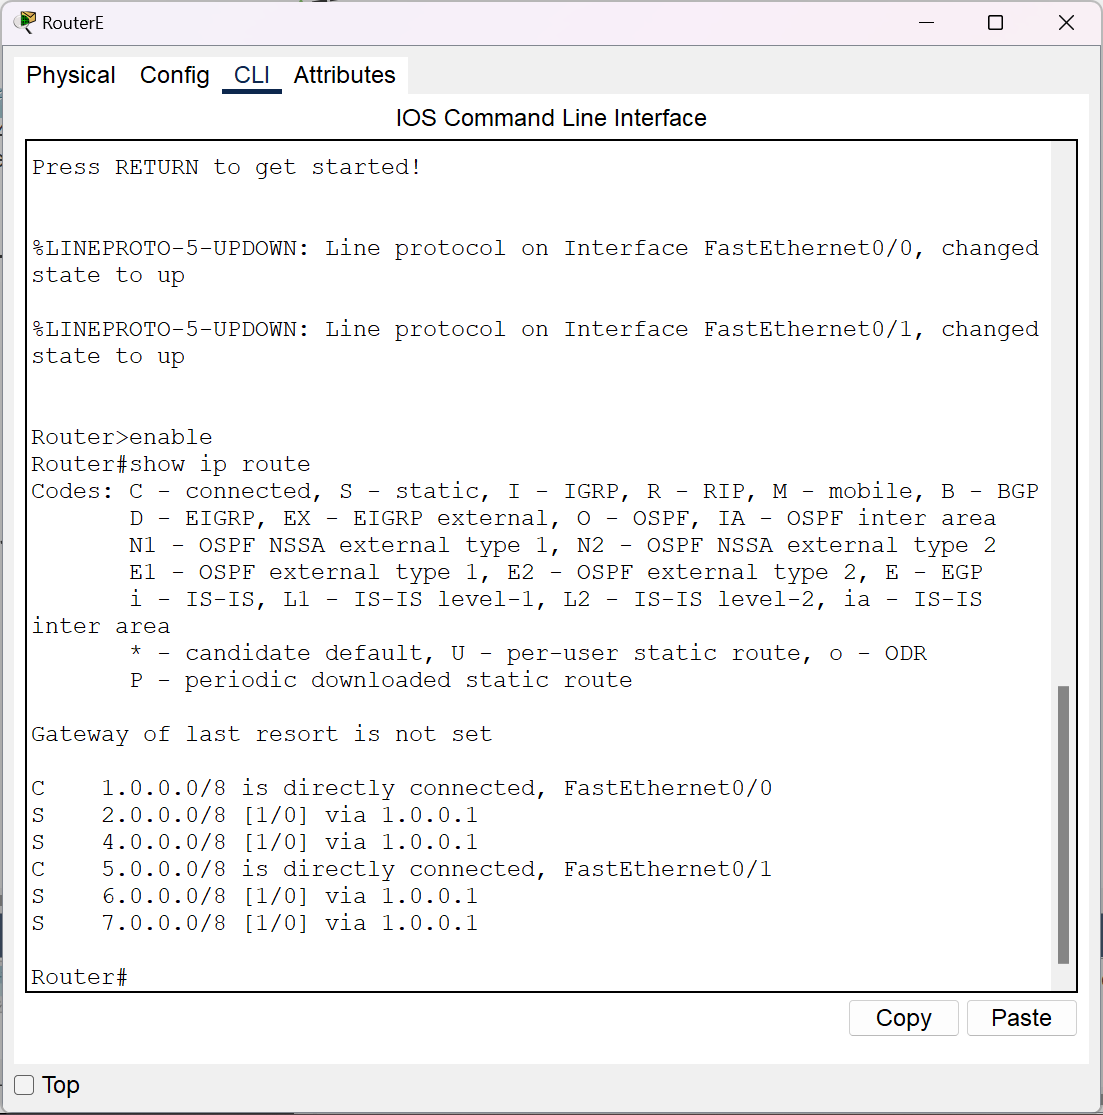 RouterE
Physical Config CLI Attributes
IOS Command Line Interface
Press RETURN to get started!
%LINEPROTO-5-UPDOWN: Line protocol on Interface FastEthernet0/0, changed
state to up
%LINEPROTO-5-UPDOWN: Line protocol on Interface FastEthernet0/1, changed
state to up
Router>enable
Router#show ip route
Codes: C - connected, S - static, I - IGRP, R - RIP, M - mobile, B - BGP
D - EIGRP, EX - EIGRP external, O - OSPF, IA - OSPF inter area
N1 - OSPF NSSA external type 1, N2 - OSPF NSSA external type 2
E1 - OSPF external type 1, E2 - OSPF external type 2, E - EGP
i - IS-IS, L1 - IS-IS level-1, L2 - IS-IS level-2, ia - IS-IS
inter area
* - candidate default, U - per-user static route, o - ODR
P - periodic downloaded static route
Gateway of last resort is not set
C 1.0.0.0/8 is directly connected, FastEthernet0/0
S 2.0.0.0/8 [1/0] via 1.0.0.1
S 4.0.0.0/8 [1/0] via 1.0.0.1
C 5.0.0.0/8 is directly connected, FastEthernet0/1
S 6.0.0.0/8 [1/0] via 1.0.0.1
S 7.0.0.0/8 [1/0] via 1.0.0.1
Router#
Copy Paste
Top